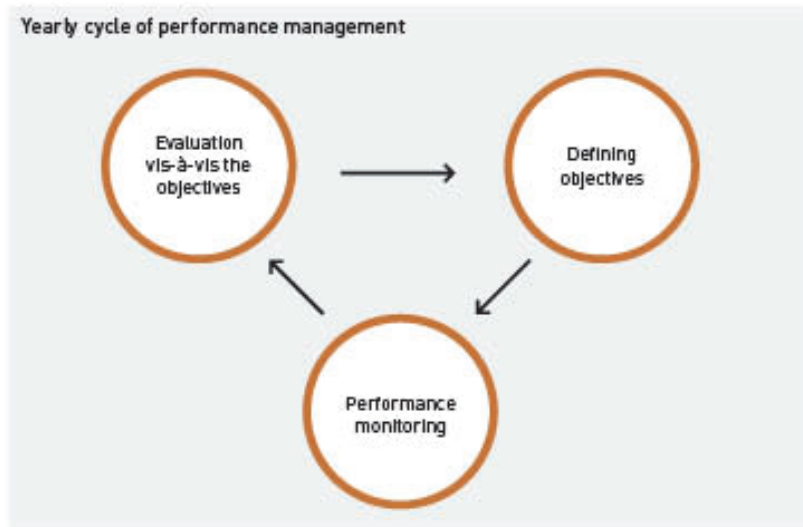 Yearly cycle of performance management
Evaluation
vis-à-vis the
objectives
Defining
objectives
Performance
monitoring